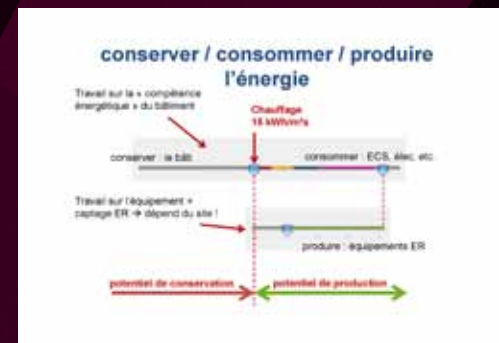 conserver / consommer / produire
l'énergie
Travail sur la « compétence
énergétique » du bâtiment
Chauffage
15 kWh/m²a
conserver : le bâti
consommer : ECS, élec, etc.
Travail sur l'équipement +
captage ER → dépend du site !
produire : équipements ER
potentiel de conservation
potentiel de production